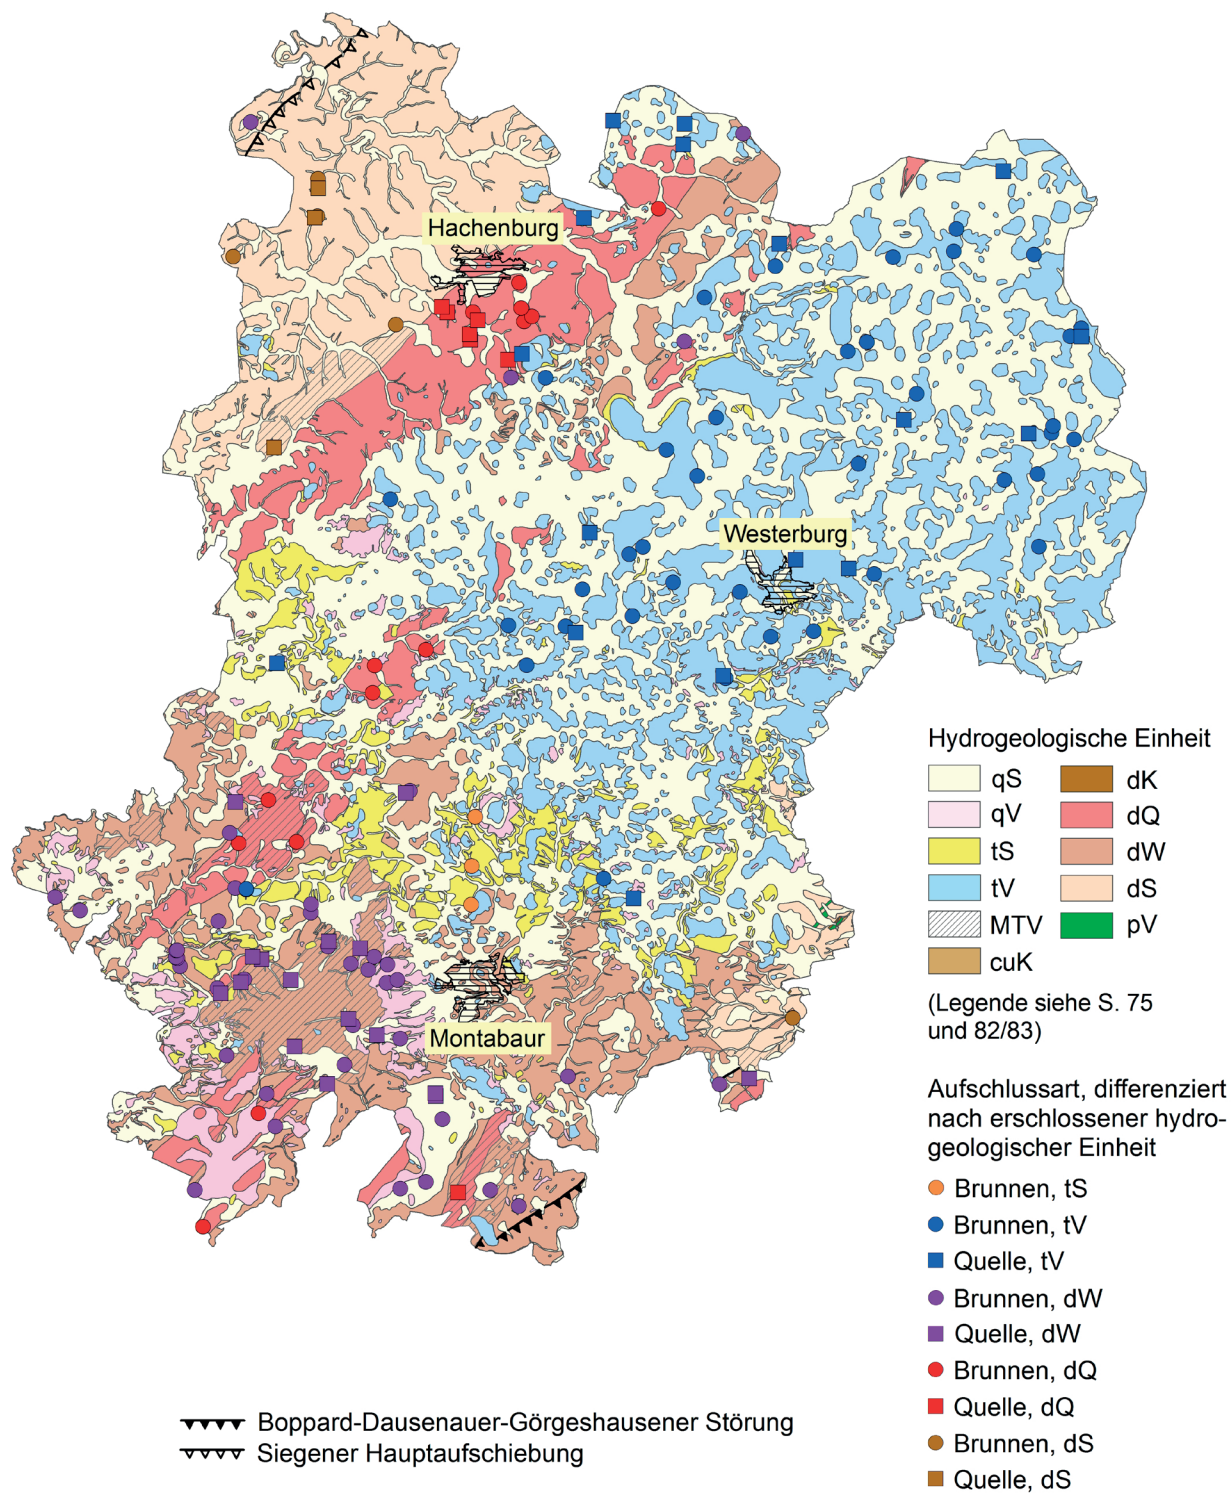 Hachenburg
Westerburg
Montabaur
Hydrogeologische Einheit
qS
dK
qV
dQ
tS
dW
tV
dS
MTV
pV
cuK
(Legende siehe S. 75
und 82/83)
Aufschlussart, differenziert
nach erschlossener hydro-
geologischer Einheit
Brunnen, tS
Brunnen, tV
Quelle, tV
Brunnen, dW
Quelle, dW
Brunnen, dQ
Quelle, dQ
Brunnen, dS
Quelle, dS
Boppard-Dausenauer-Görgeshausener Störung
Siegener Hauptaufschiebung